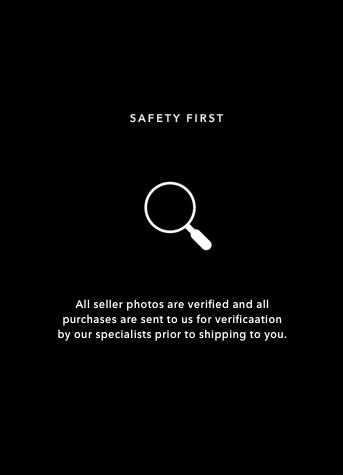 SAFETY FIRST
All seller photos are verified and all
purchases are sent to us for verificaation
by our specialists prior to shipping to you.